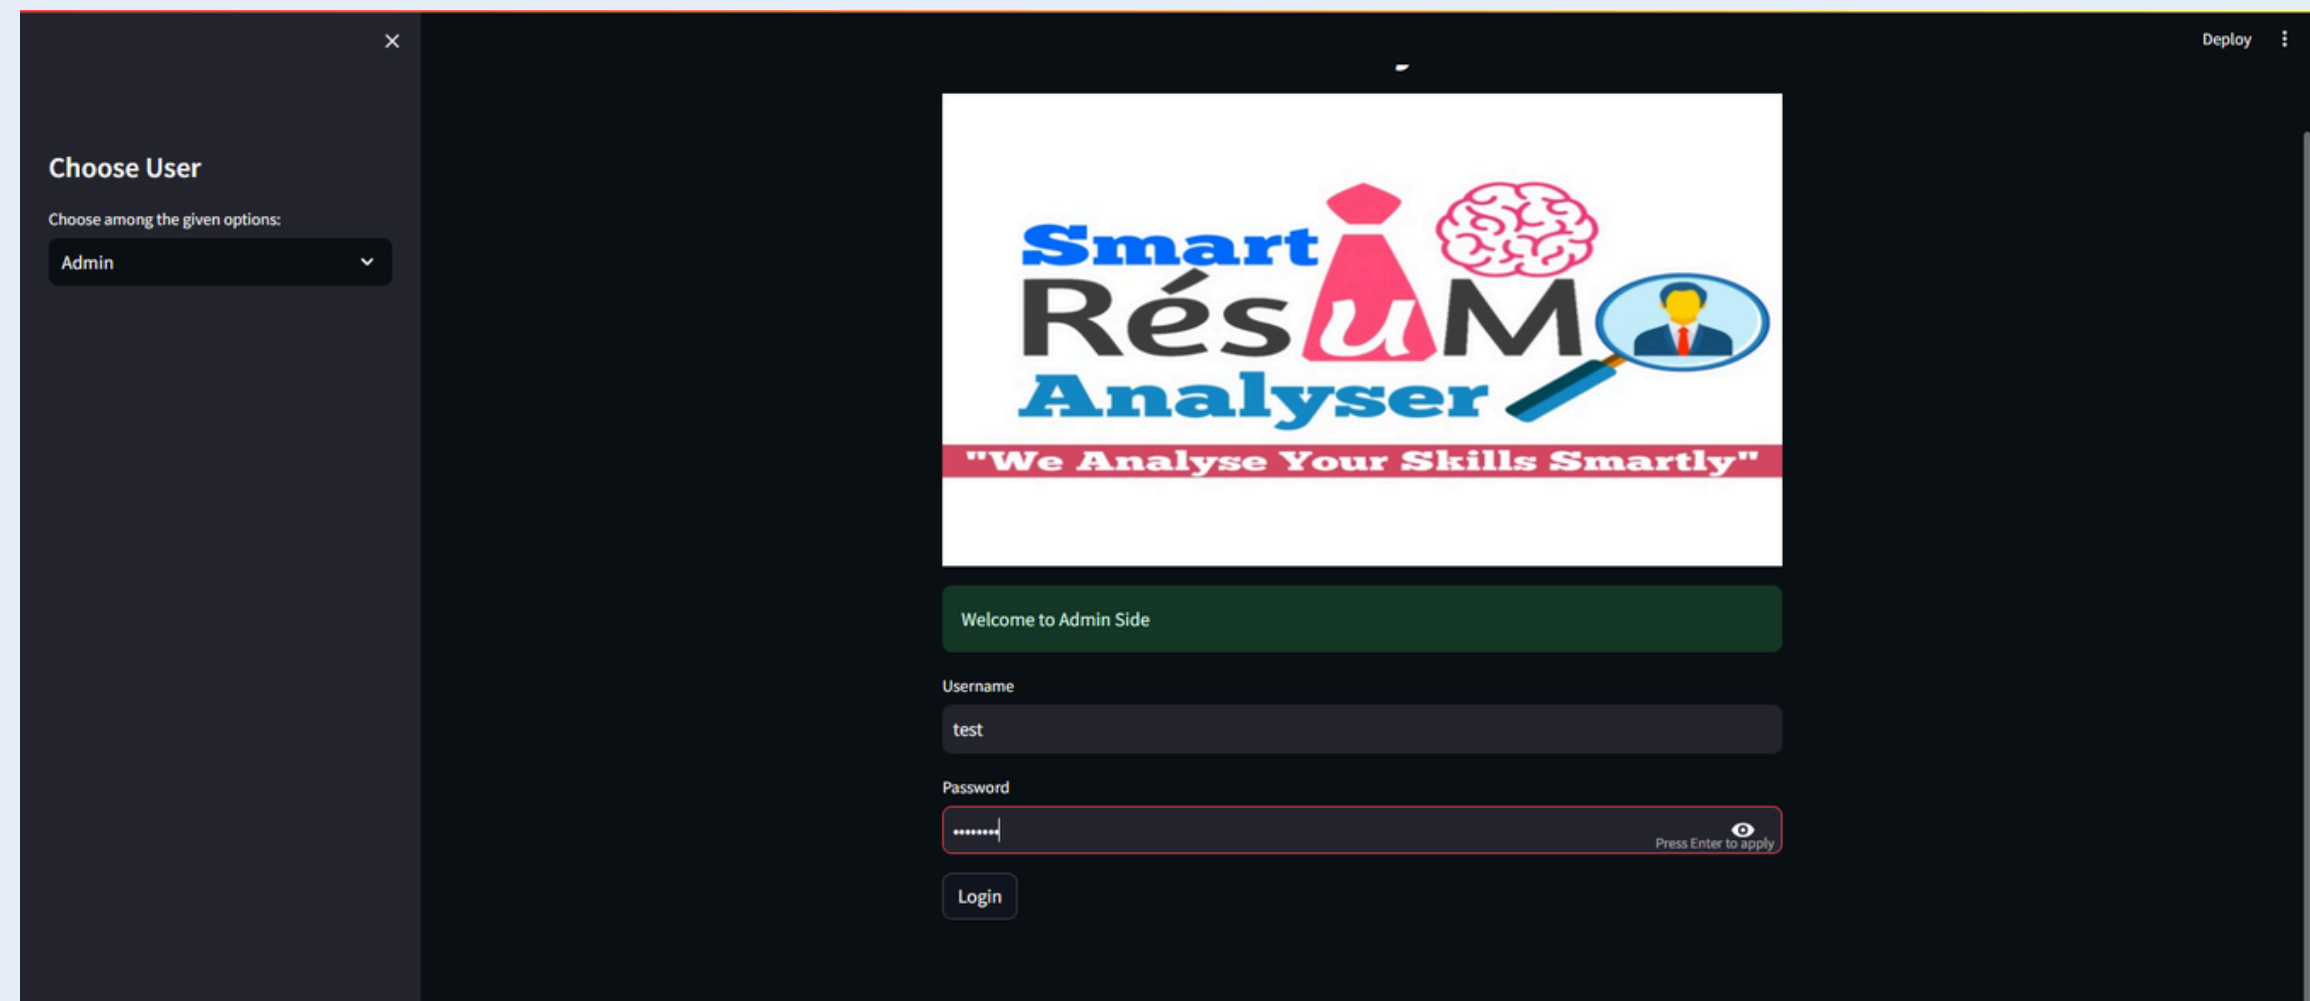 Deploy
Choose User
Choose among the given options:
Admin
Smart
RésuM
Analyser
"We Analyse Your Skills Smartly"
Welcome to Admin Side
Username
test
Password
••••••••
Press Enter to apply
Login